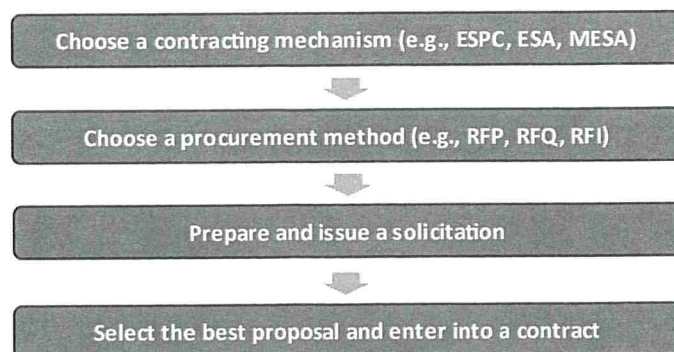 Choose a contracting mechanism (e.g., ESPC, ESA, MESA)
Choose a procurement method (e.g., RFP, RFQ, RFI)
Prepare and issue a solicitation
Select the best proposal and enter into a contract